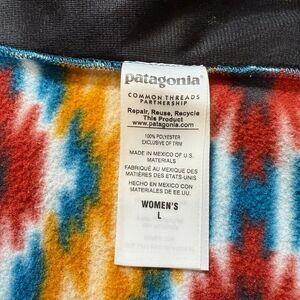 patagonia®
COMMON THREADS
PARTNERSHIP
Repair, Reuse, Recycle
This Product
www.patagonia.com
100% POLYESTER
EXCLUSIVE OF TRIM
MADE IN MEXICO OF U.S.
MATERIALS
FABRIQUÉ AU MEXIQUE DES
MATIÈRES DES ETATS-UNIS
HECHO EN MEXICO CON
MATERIALES DE EE.UU.
WOMEN'S
L